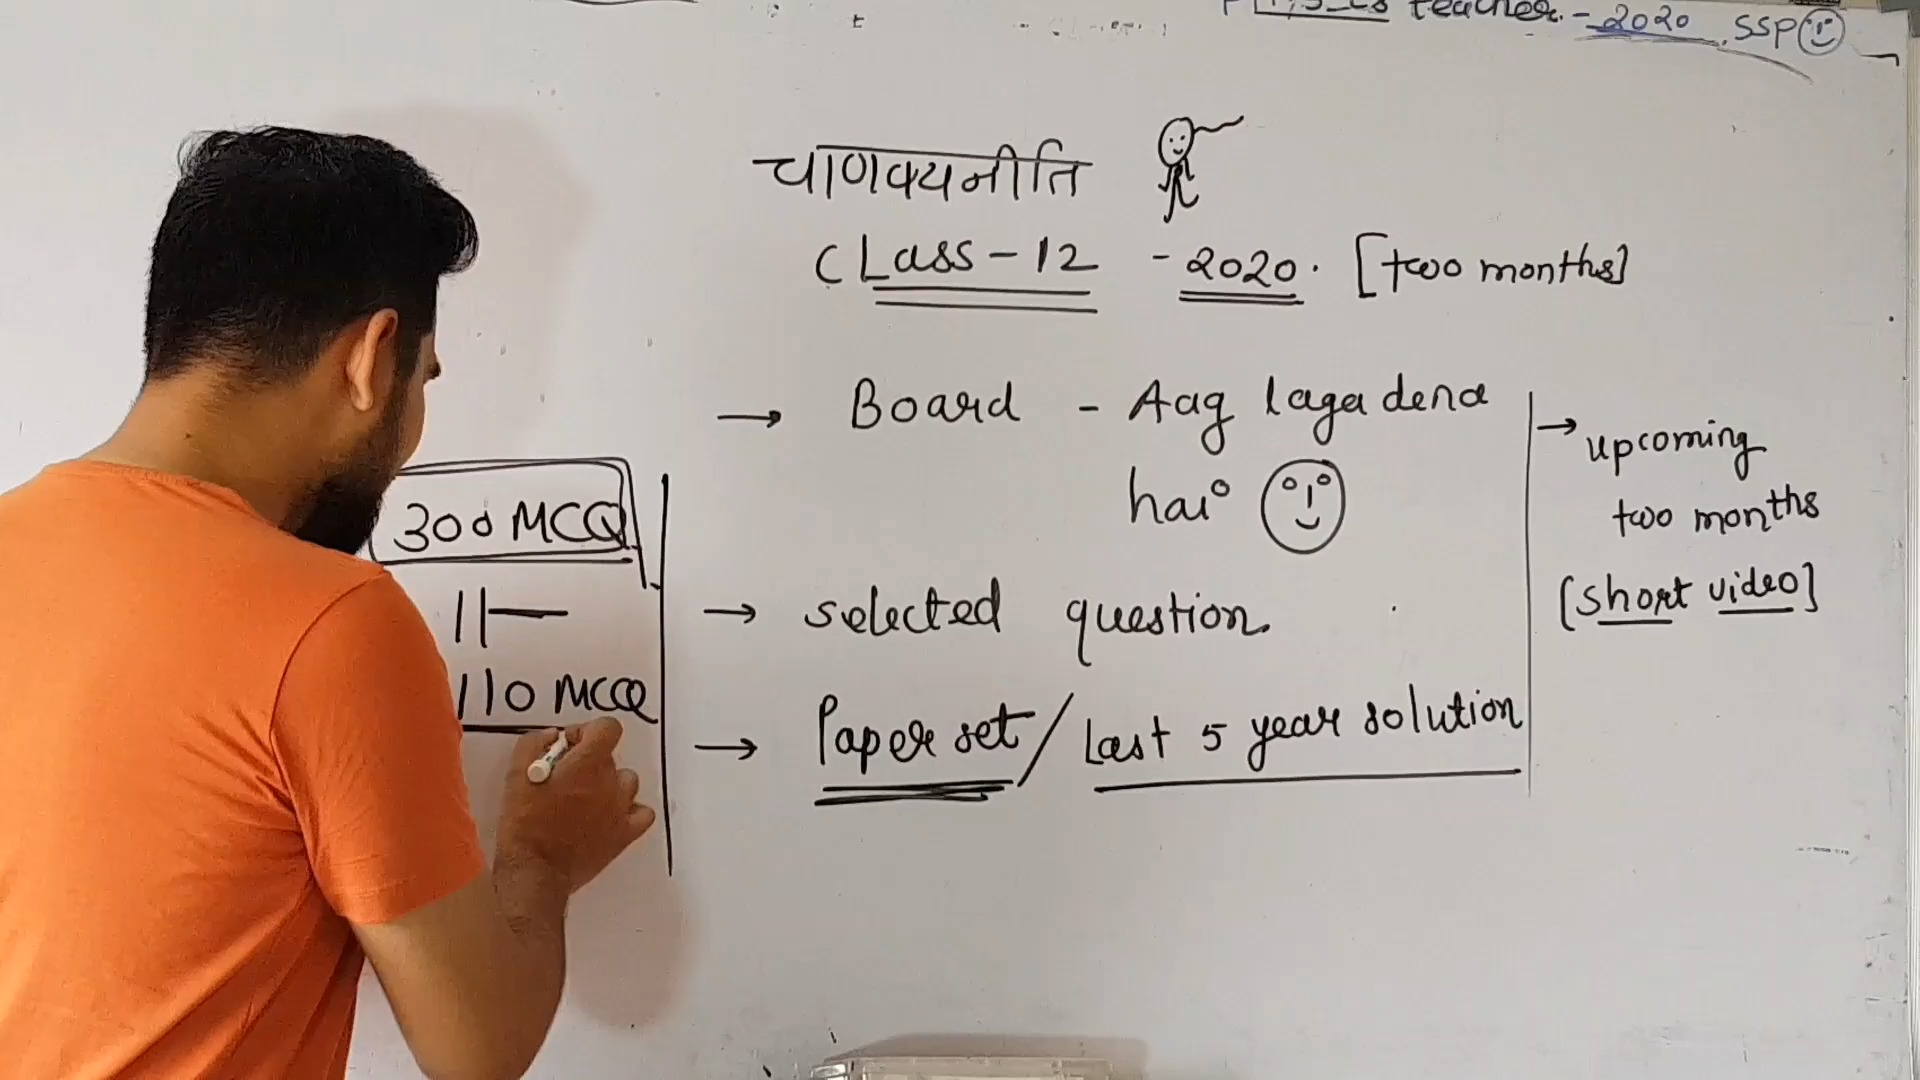 teacher. - 2020. SSP
चाणक्यनीति
CLass - 12 - 2020. [two months]
→ Board - Aag laga dena
hai
→ selected question.
→ Paper set / Last 5 year solution
→ upcoming
two months
[short video]
300 MCQ
11 —
110 MCQ